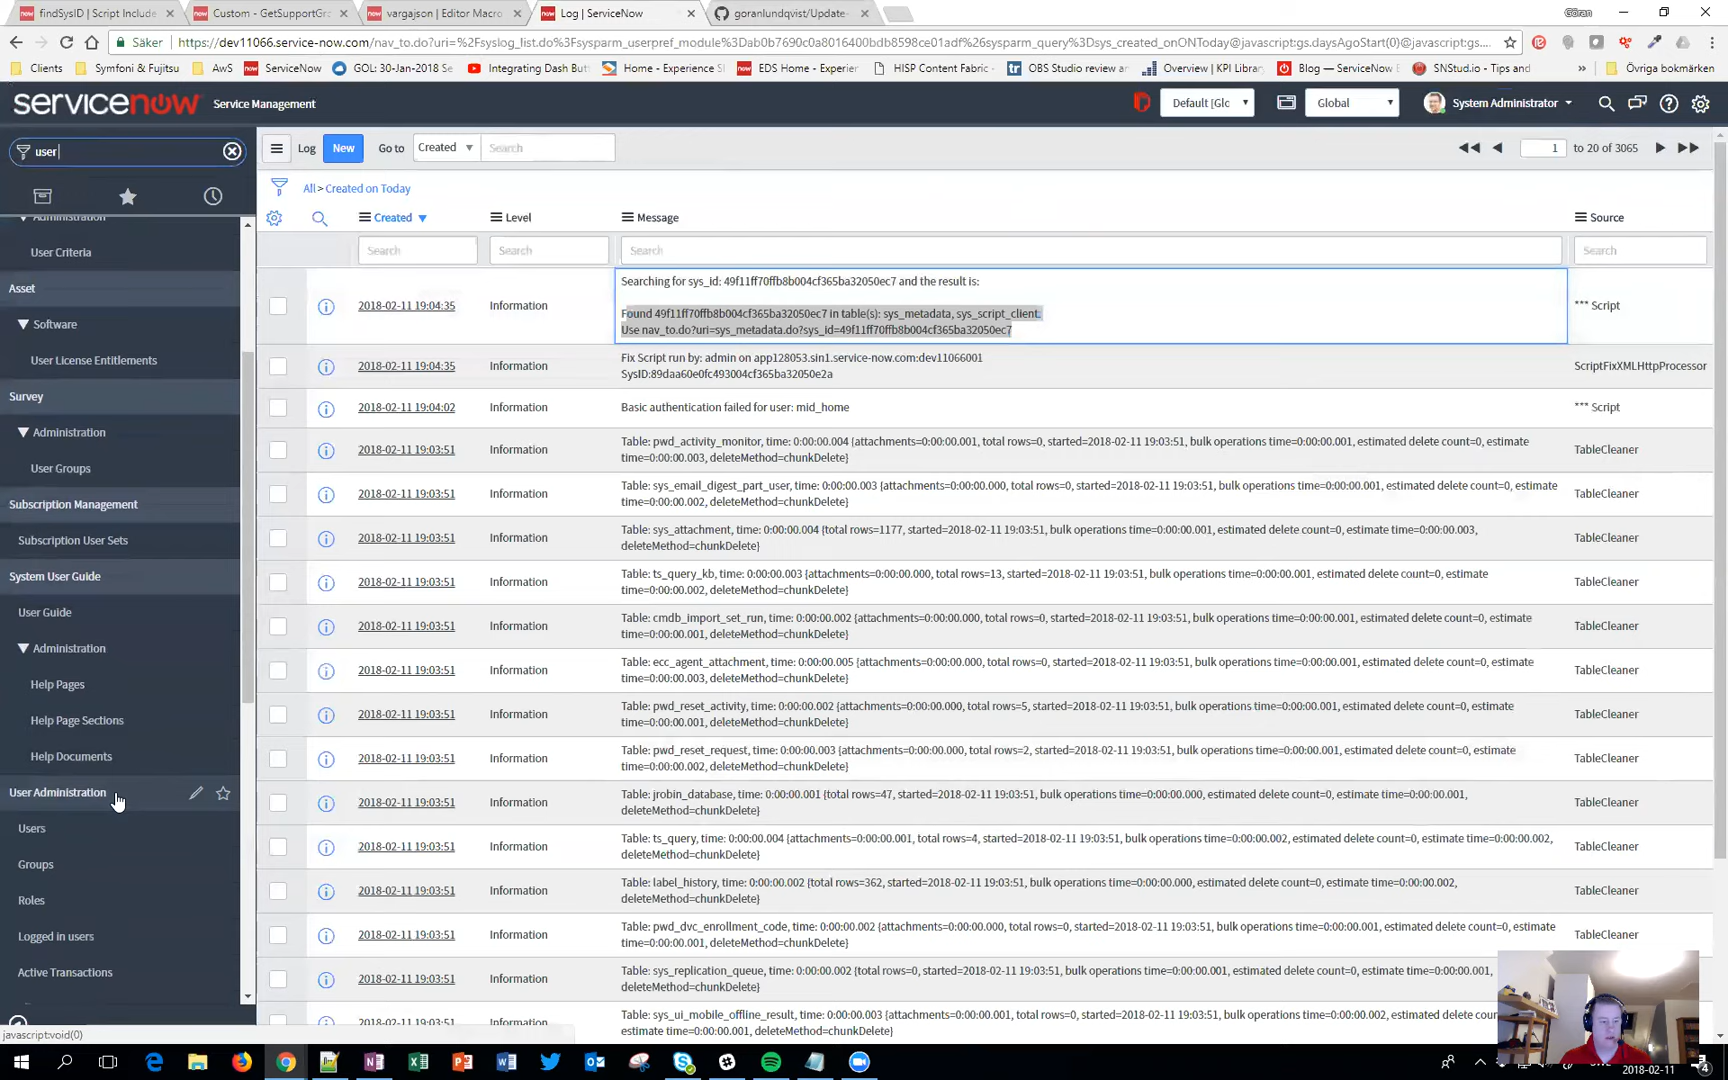 findSysID | Script Include
Custom - GetSupportGr
vargajson | Editor Macro
Log | ServiceNow
goranlundqvist/Update-
Göran
Säker
https://dev11066.service-now.com/nav_to.do?uri=%2Fsyslog_list.do%3Fsysparm_userpref_module%3Dab0b7690c0a8016400bdb8598ce01adf%26sysparm_query%3Dsys_created_onONToday@javascript:gs.daysAgoStart(0)@javascript:gs....
Clients
Symfoni & Fujitsu
AwS
ServiceNow
GOL: 30-Jan-2018 Se
Integrating Dash Butt
Home - Experience S
EDS Home - Experien
HISP Content Fabric -
OBS Studio review a
Overview | KPI Librar
Blog — ServiceNow E
SNStud.io - Tips and
»
Övriga bokmärken
servicenow
Service Management
Default [Glc
Global
System Administrator
user
Log
New
Go to
Created
Search
1
to 20 of 3065
All > Created on Today
Created
Level
Message
Source
Search
Search
Search
Search
Administration
User Criteria
Asset
Software
User License Entitlements
Survey
Administration
User Groups
Subscription Management
Subscription User Sets
System User Guide
User Guide
Administration
Help Pages
Help Page Sections
Help Documents
User Administration
Users
Groups
Roles
Logged in users
Active Transactions
2018-02-11 19:04:35
Information
Searching for sys_id: 49f11ff70ffb8b004cf365ba32050ec7 and the result is:
Found 49f11ff70ffb8b004cf365ba32050ec7 in table(s): sys_metadata, sys_script_client.
Use nav_to.do?uri=sys_metadata.do?sys_id=49f11ff70ffb8b004cf365ba32050ec7
*** Script
2018-02-11 19:04:35
Information
Fix Script run by: admin on app128053.sin1.service-now.com:dev11066001
SysID:89daa60e0fc493004cf365ba32050e2a
ScriptFixXMLHttpProcessor
2018-02-11 19:04:02
Information
Basic authentication failed for user: mid_home
*** Script
2018-02-11 19:03:51
Information
Table: pwd_activity_monitor, time: 0:00:00.004 {attachments=0:00:00.001, total rows=0, started=2018-02-11 19:03:51, bulk operations time=0:00:00.001, estimated delete count=0, estimate
time=0:00:00.003, deleteMethod=chunkDelete}
TableCleaner
2018-02-11 19:03:51
Information
Table: sys_email_digest_part_user, time: 0:00:00.003 {attachments=0:00:00.000, total rows=0, started=2018-02-11 19:03:51, bulk operations time=0:00:00.001, estimated delete count=0, estimate
time=0:00:00.002, deleteMethod=chunkDelete}
TableCleaner
2018-02-11 19:03:51
Information
Table: sys_attachment, time: 0:00:00.004 {total rows=1177, started=2018-02-11 19:03:51, bulk operations time=0:00:00.001, estimated delete count=0, estimate time=0:00:00.003,
deleteMethod=chunkDelete}
TableCleaner
2018-02-11 19:03:51
Information
Table: ts_query_kb, time: 0:00:00.003 {attachments=0:00:00.000, total rows=13, started=2018-02-11 19:03:51, bulk operations time=0:00:00.001, estimated delete count=0, estimate
time=0:00:00.002, deleteMethod=chunkDelete}
TableCleaner
2018-02-11 19:03:51
Information
Table: cmdb_import_set_run, time: 0:00:00.002 {attachments=0:00:00.000, total rows=0, started=2018-02-11 19:03:51, bulk operations time=0:00:00.001, estimated delete count=0, estimate
time=0:00:00.001, deleteMethod=chunkDelete}
TableCleaner
2018-02-11 19:03:51
Information
Table: ecc_agent_attachment, time: 0:00:00.005 {attachments=0:00:00.000, total rows=0, started=2018-02-11 19:03:51, bulk operations time=0:00:00.001, estimated delete count=0, estimate
time=0:00:00.003, deleteMethod=chunkDelete}
TableCleaner
2018-02-11 19:03:51
Information
Table: pwd_reset_activity, time: 0:00:00.002 {attachments=0:00:00.000, total rows=5, started=2018-02-11 19:03:51, bulk operations time=0:00:00.001, estimated delete count=0, estimate
time=0:00:00.001, deleteMethod=chunkDelete}
TableCleaner
2018-02-11 19:03:51
Information
Table: pwd_reset_request, time: 0:00:00.003 {attachments=0:00:00.000, total rows=2, started=2018-02-11 19:03:51, bulk operations time=0:00:00.001, estimated delete count=0, estimate
time=0:00:00.002, deleteMethod=chunkDelete}
TableCleaner
2018-02-11 19:03:51
Information
Table: jrobin_database, time: 0:00:00.001 {total rows=47, started=2018-02-11 19:03:51, bulk operations time=0:00:00.000, estimated delete count=0, estimate time=0:00:00.001,
deleteMethod=chunkDelete}
TableCleaner
2018-02-11 19:03:51
Information
Table: ts_query, time: 0:00:00.004 {attachments=0:00:00.001, total rows=4, started=2018-02-11 19:03:51, bulk operations time=0:00:00.002, estimated delete count=0, estimate time=0:00:00.002,
deleteMethod=chunkDelete}
TableCleaner
2018-02-11 19:03:51
Information
Table: label_history, time: 0:00:00.002 {total rows=362, started=2018-02-11 19:03:51, bulk operations time=0:00:00.001, estimated delete count=0, estimate time=0:00:00.002,
deleteMethod=chunkDelete}
TableCleaner
2018-02-11 19:03:51
Information
Table: pwd_dvc_enrollment_code, time: 0:00:00.002 {attachments=0:00:00.000, total rows=0, started=2018-02-11 19:03:51, bulk operations time=0:00:00.001, estimated delete count=0,
estimate time=0:00:00.001, deleteMethod=chunkDelete}
TableCleaner
2018-02-11 19:03:51
Information
Table: sys_replication_queue, time: 0:00:00.002 {total rows=0, started=2018-02-11 19:03:51, bulk operations time=0:00:00.001, estimated delete count=0, estimate time=0:00:00.001,
deleteMethod=chunkDelete}
2018-02-11 19:03:51
Information
Table: sys_ui_mobile_offline_result, time: 0:00:00.003 {attachments=0:00:00.001, total rows=0, started=2018-02-11 19:03:51, bulk operations time=0:00:00.001, estimated delete count=0,
estimate time=0:00:00.001, deleteMethod=chunkDelete}
javascript:void(0)
2018-02-11
4